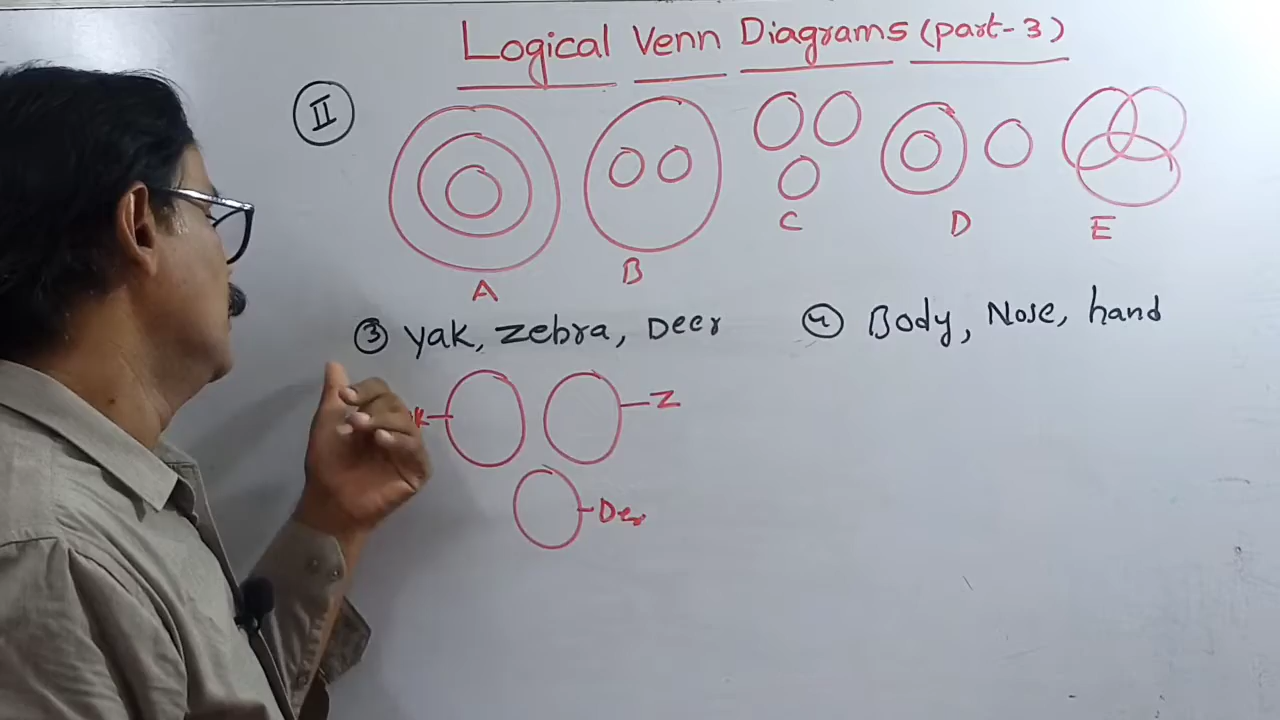 Logical Venn Diagrams (part-3)
II
A
B
C
D
E
③ Yak, Zebra, Deer
④ Body, Nose, hand
Z
Deer